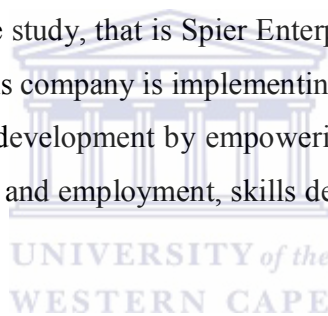 e study, that is Spier Enterp
s company is implementin
development by empoweri
and employment, skills de
UNIVERSITY of the
WESTERN CAPE